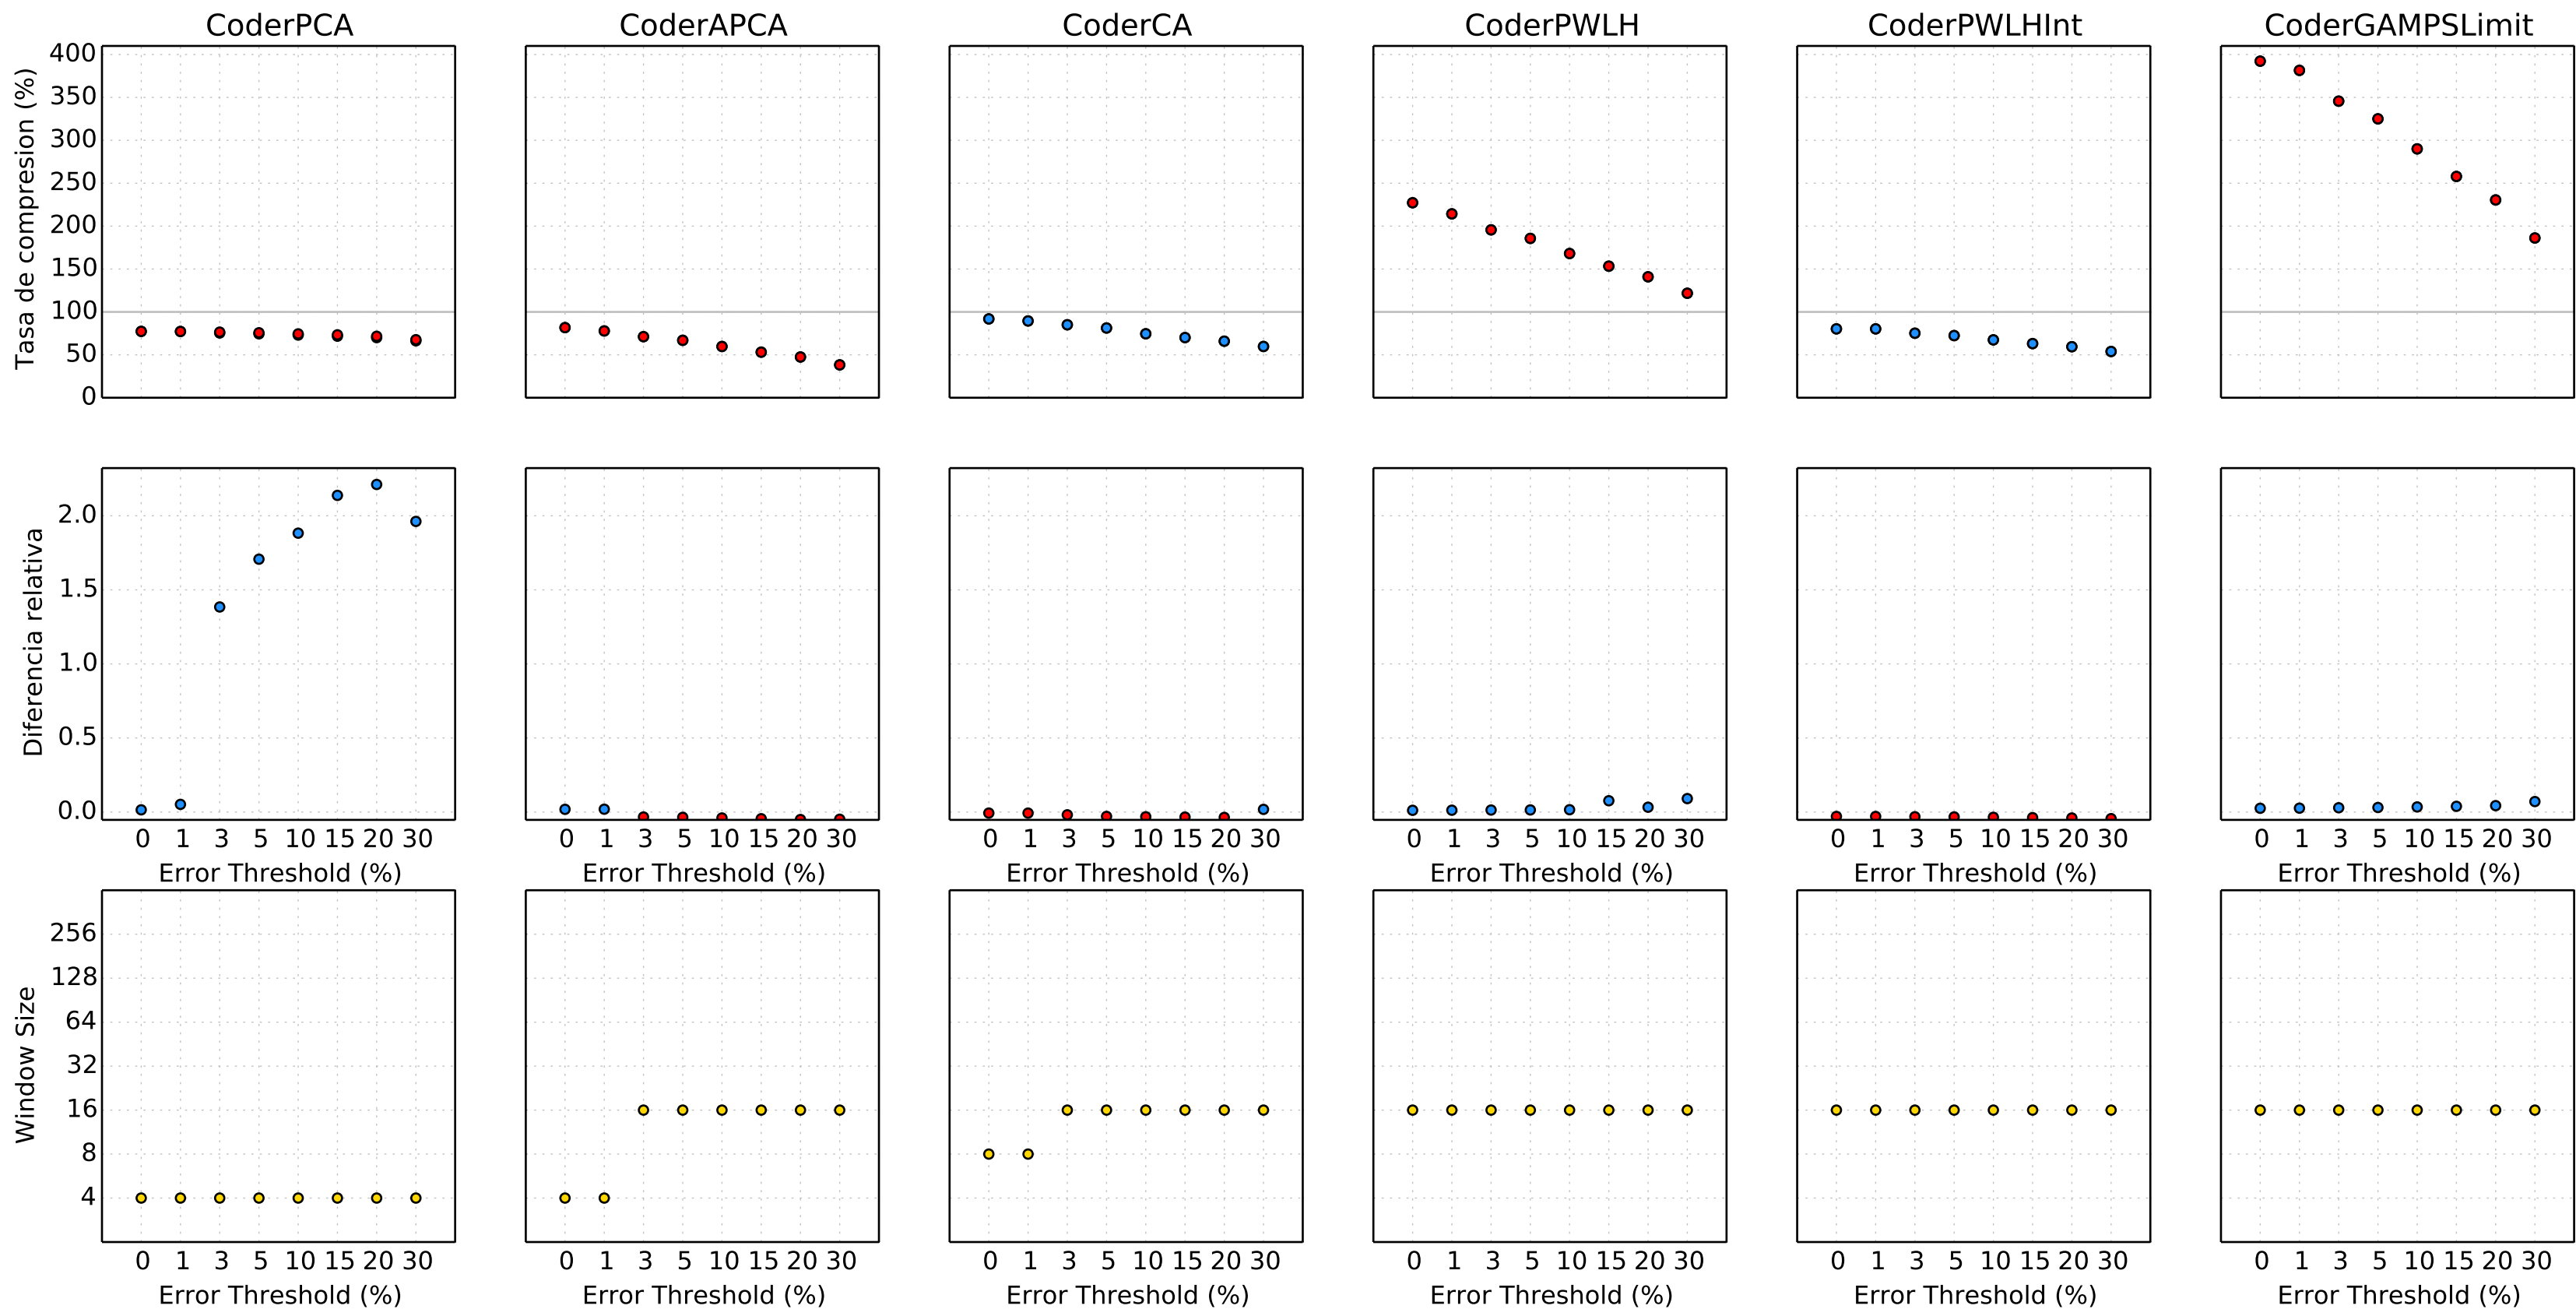 CoderPCA CoderAPCA CoderCA CoderPWLH CoderPWLHInt CoderGAMPSLimit
Tasa de compresion (%)
400
350
300
250
200
150
100
50
0
Diferencia relativa
2.0
1.5
1.0
0.5
0.0
0 1 3 5 10 15 20 30 0 1 3 5 10 15 20 30 0 1 3 5 10 15 20 30 0 1 3 5 10 15 20 30 0 1 3 5 10 15 20 30 0 1 3 5 10 15 20 30
Error Threshold (%) Error Threshold (%) Error Threshold (%) Error Threshold (%) Error Threshold (%) Error Threshold (%)
Window Size
256
128
64
32
16
8
4
0 1 3 5 10 15 20 30 0 1 3 5 10 15 20 30 0 1 3 5 10 15 20 30 0 1 3 5 10 15 20 30 0 1 3 5 10 15 20 30 0 1 3 5 10 15 20 30
Error Threshold (%) Error Threshold (%) Error Threshold (%) Error Threshold (%) Error Threshold (%) Error Threshold (%)